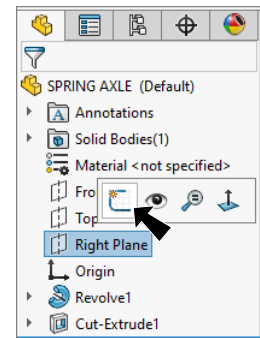 SPRING AXLE (Default)
A Annotations
Solid Bodies(1)
Material <not specified>
Fro
Top
Right Plane
Origin
Revolve1
Cut-Extrude1